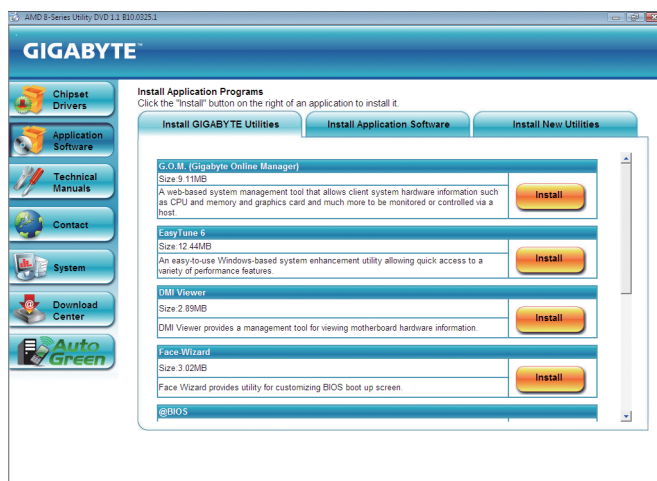 AMD 8-Series Utility DVD 1.1 B10.0325.1
GIGABYTE™
Chipset
Drivers
Application
Software
Technical
Manuals
Contact
System
Download
Center
Auto
Green
Install Application Programs
Click the "Install" button on the right of an application to install it.
Install GIGABYTE Utilities
Install Application Software
Install New Utilities
G.O.M. (Gigabyte Online Manager)
Size:9.11MB
A web-based system management tool that allows client system hardware information such
as CPU and memory and graphics card and much more to be monitored or controlled via a
host.
Install
EasyTune 6
Size:12.44MB
An easy-to-use Windows-based system enhancement utility allowing quick access to a
variety of performance features.
Install
DMI Viewer
Size:2.89MB
DMI Viewer provides a management tool for viewing motherboard hardware information.
Install
Face-Wizard
Size:3.02MB
Face Wizard provides utility for customizing BIOS boot up screen.
Install
@BIOS